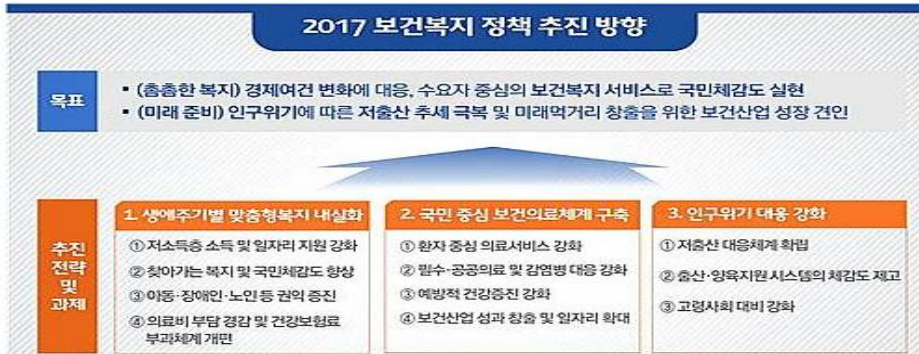 2017 보건복지 정책 추진 방향
목표
▪ (촘촘한 복지) 경제여건 변화에 대응, 수요자 중심의 보건복지 서비스로 국민체감도 실현
▪ (미래 준비) 인구위기에 따른 저출산 추세 극복 및 미래먹거리 창출을 위한 보건산업 성장 견인
추진
전략
및
과제
1. 생애주기별 맞춤형복지 내실화
① 저소득층 소득 및 일자리 지원 강화
② 찾아가는 복지 및 국민체감도 향상
③ 아동·장애인·노인 등 권익 증진
④ 의료비 부담 경감 및 건강보험료
부과체계 개편
2. 국민 중심 보건의료체계 구축
① 환자 중심 의료서비스 강화
② 필수·공공의료 및 감염병 대응 강화
③ 예방적 건강증진 강화
④ 보건산업 성과 창출 및 일자리 확대
3. 인구위기 대응 강화
① 저출산 대응체계 확립
② 출산·양육지원 시스템의 체감도 제고
③ 고령사회 대비 강화